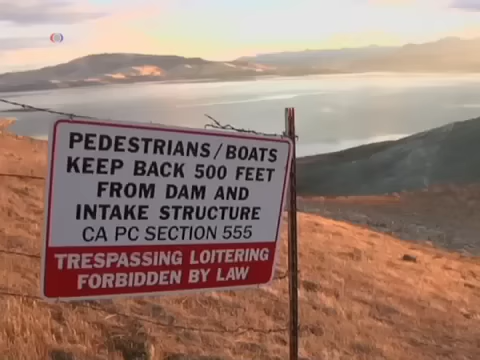 PEDESTRIANS/BOATS
KEEP BACK 500 FEET
FROM DAM AND
INTAKE STRUCTURE
CA PC SECTION 555
TRESPASSING LOITERING
FORBIDDEN BY LAW